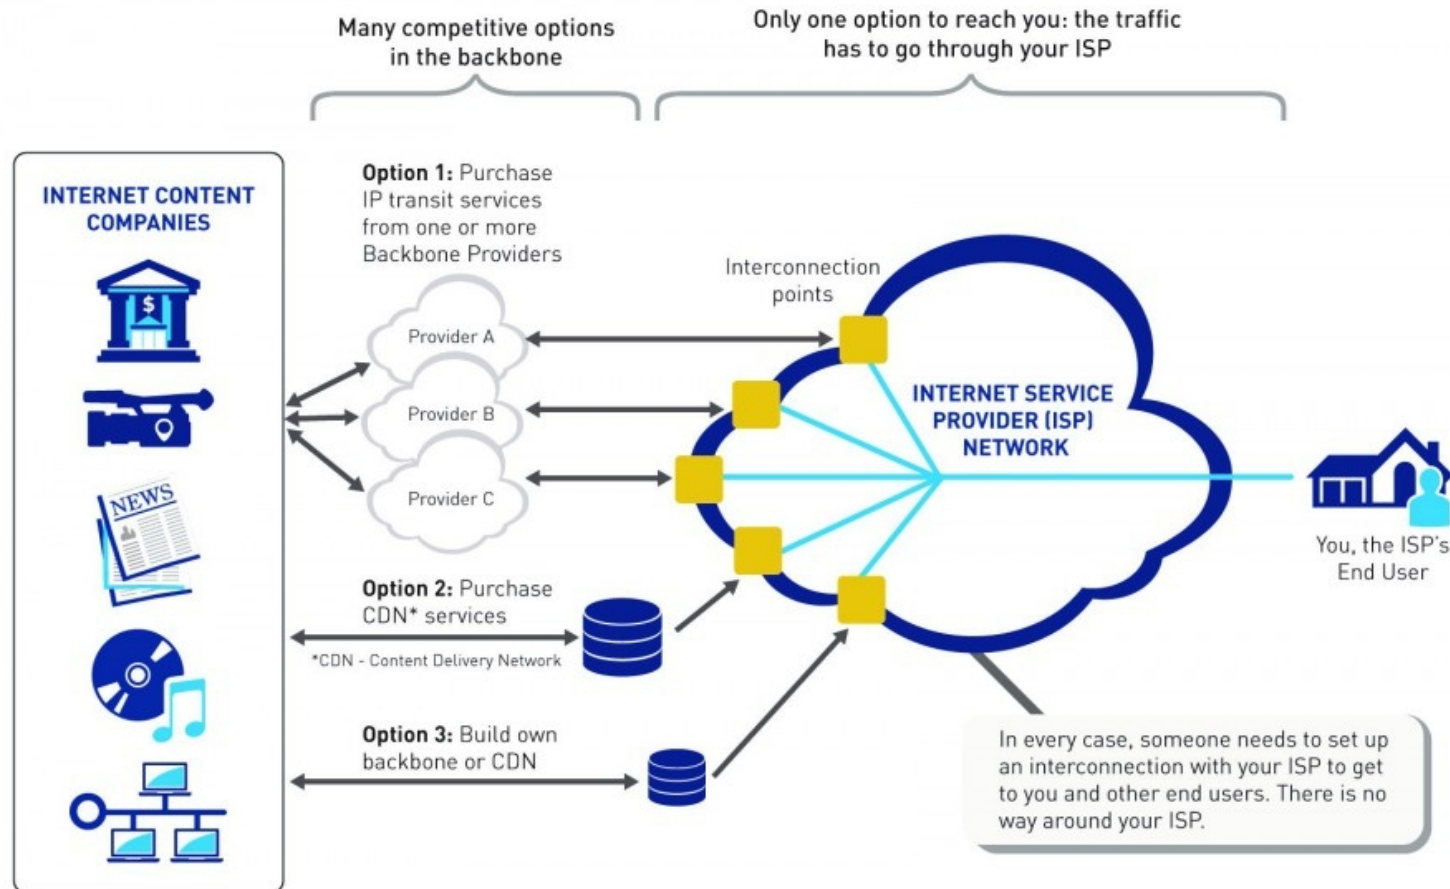 Many competitive options
in the backbone
Only one option to reach you: the traffic
has to go through your ISP
INTERNET CONTENT
COMPANIES
$
NEWS
Option 1: Purchase
IP transit services
from one or more
Backbone Providers
Provider A
Provider B
Provider C
Option 2: Purchase
CDN* services
*CDN - Content Delivery Network
Option 3: Build own
backbone or CDN
Interconnection
points
INTERNET SERVICE
PROVIDER (ISP)
NETWORK
You, the ISP's
End User
In every case, someone needs to set up
an interconnection with your ISP to get
to you and other end users. There is no
way around your ISP.